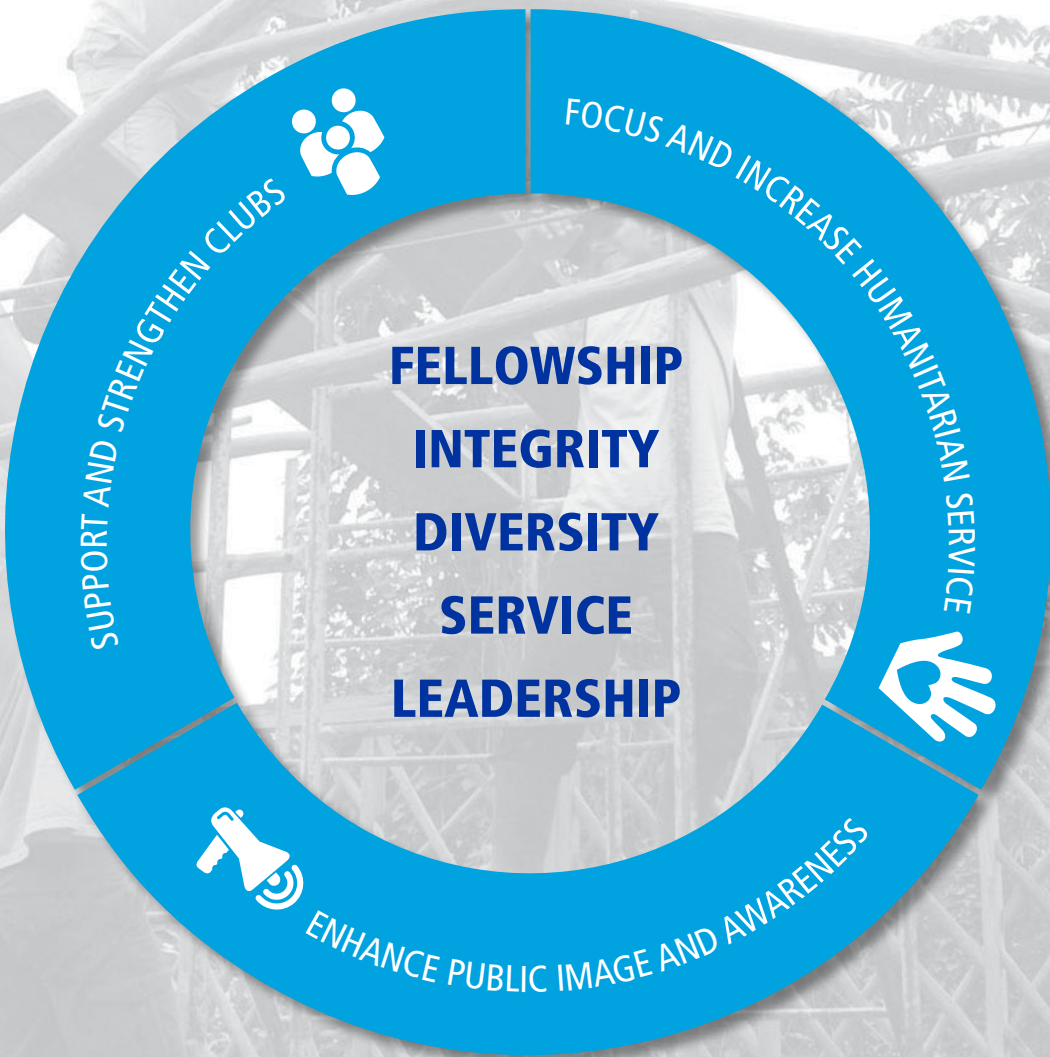 SUPPORT AND STRENGTHEN CLUBS
FOCUS AND INCREASE HUMANITARIAN SERVICE
FELLOWSHIP
INTEGRITY
DIVERSITY
SERVICE
LEADERSHIP
ENHANCE PUBLIC IMAGE AND AWARENESS